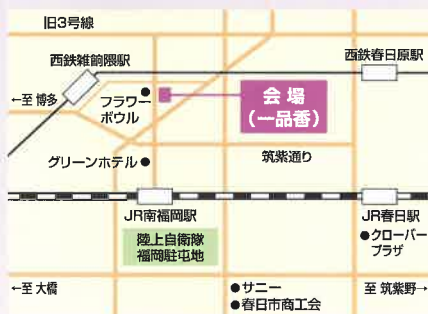 旧3号線
西鉄雑餉隈駅
西鉄春日原駅
←至 博多
フラワー
ボウル
会場
(一品香)
グリーンホテル
筑紫通り
JR南福岡駅
JR春日駅
陸上自衛隊
福岡駐屯地
クローバー
プラザ
←至 大橋
サニー
春日市商工会
至 筑紫野→